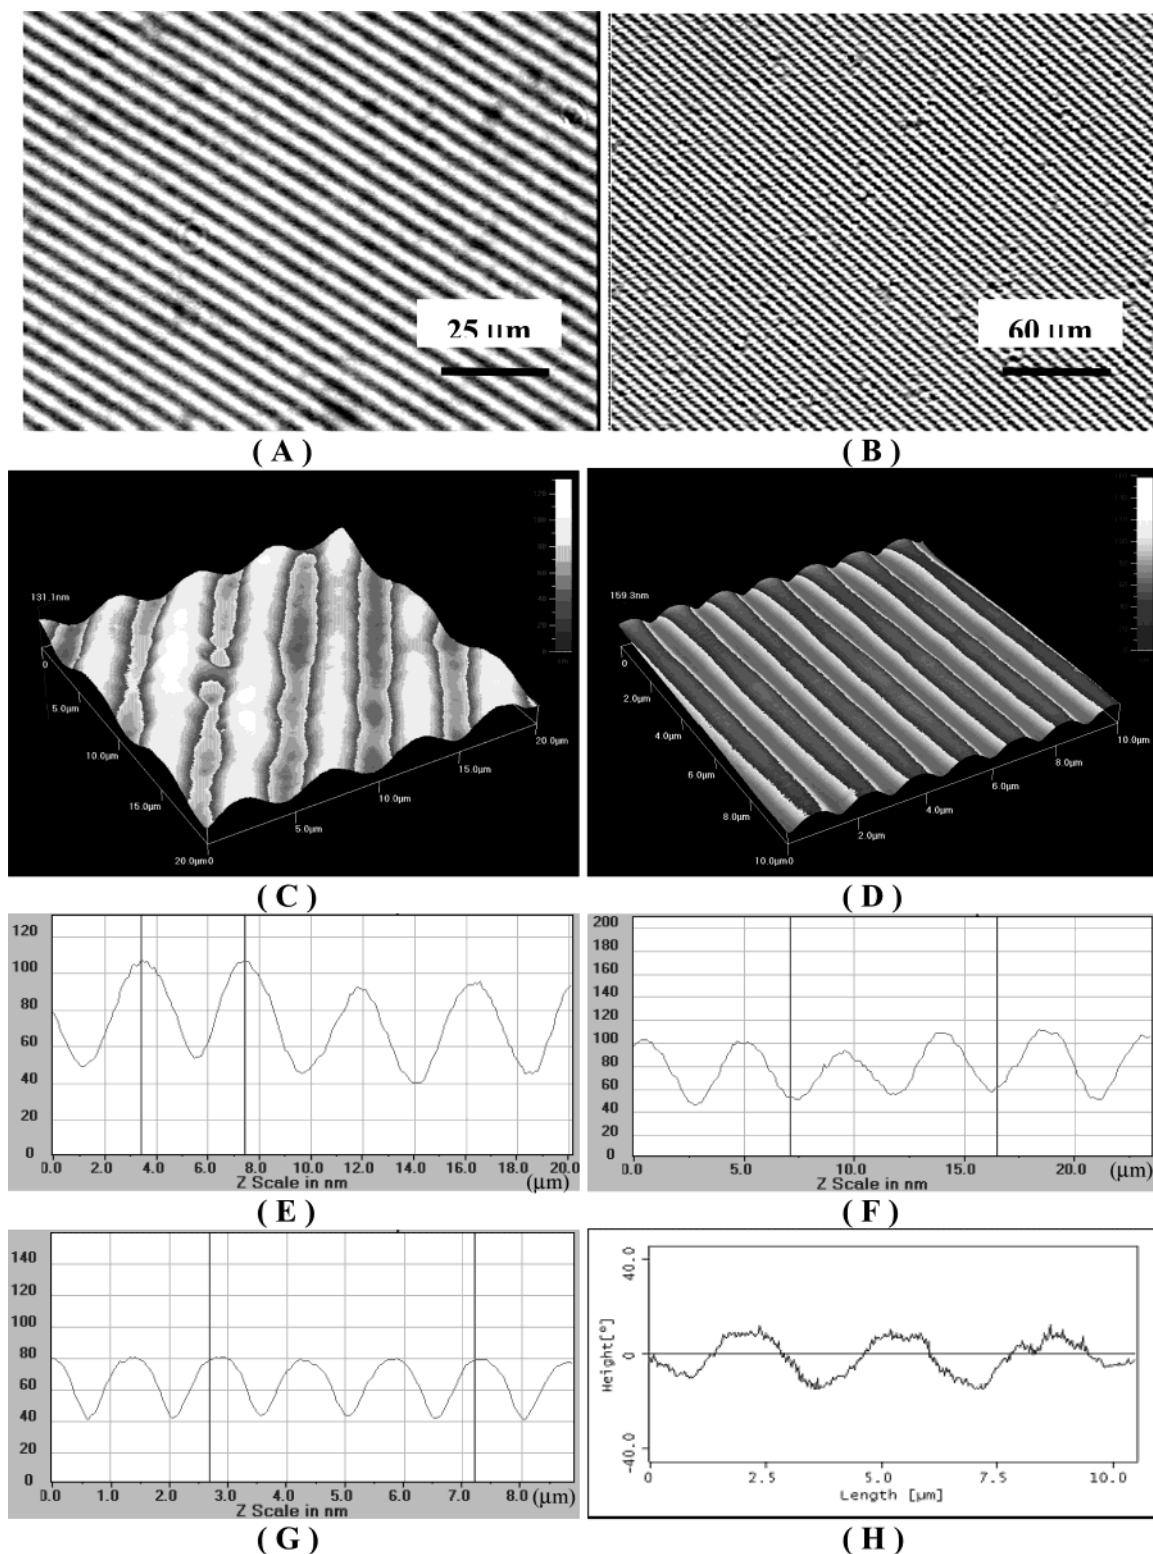 25 μm
60 μm
( A )
( B )
131.1nm
0
5.0µm
10.0µm
15.0µm
20.0µm0
5.0µm
10.0µm
15.0µm
20.0µm
159.3nm
0
2.0µm
4.0µm
6.0µm
8.0µm
10.0µm0
2.0µm
4.0µm
6.0µm
8.0µm
10.0µm
( C )
( D )
120
100
80
60
40
20
0
0.0 2.0 4.0 6.0 8.0 10.0 12.0 14.0 16.0 18.0 20.0 (µm)
Z Scale in nm
200
180
160
140
120
100
80
60
40
20
0
0.0 5.0 10.0 15.0 20.0 (µm)
Z Scale in nm
( E )
( F )
140
120
100
80
60
40
20
0
0.0 1.0 2.0 3.0 4.0 5.0 6.0 7.0 8.0 (µm)
Z Scale in nm
40.0
0
-40.0
Height[°]
0 2.5 5.0 7.5 10.0
Length [µm]
( G )
( H )